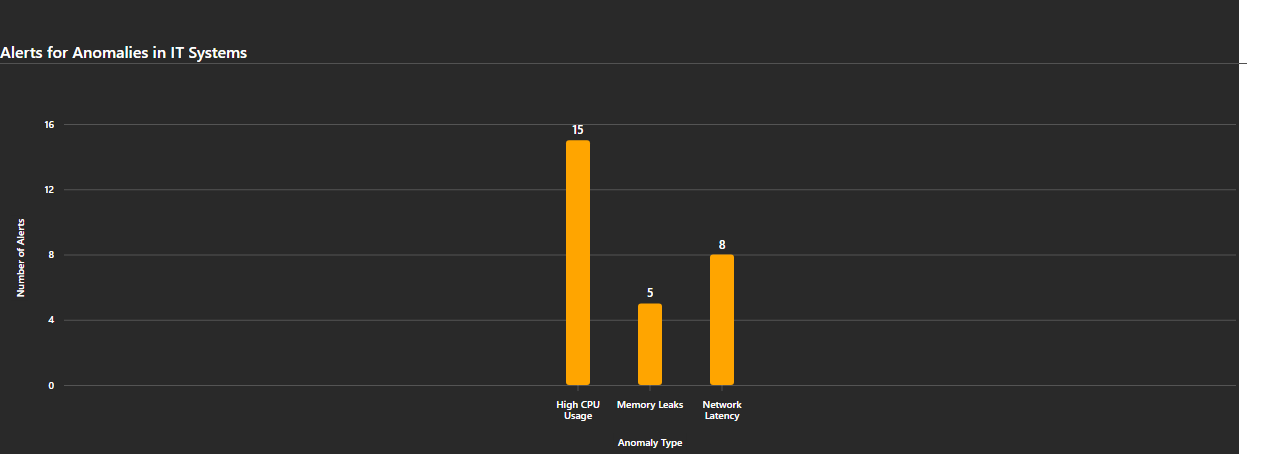 Alerts for Anomalies in IT Systems
16
15
12
Number of Alerts
8
8
5
4
0
High CPU
Usage
Memory Leaks
Network
Latency
Anomaly Type